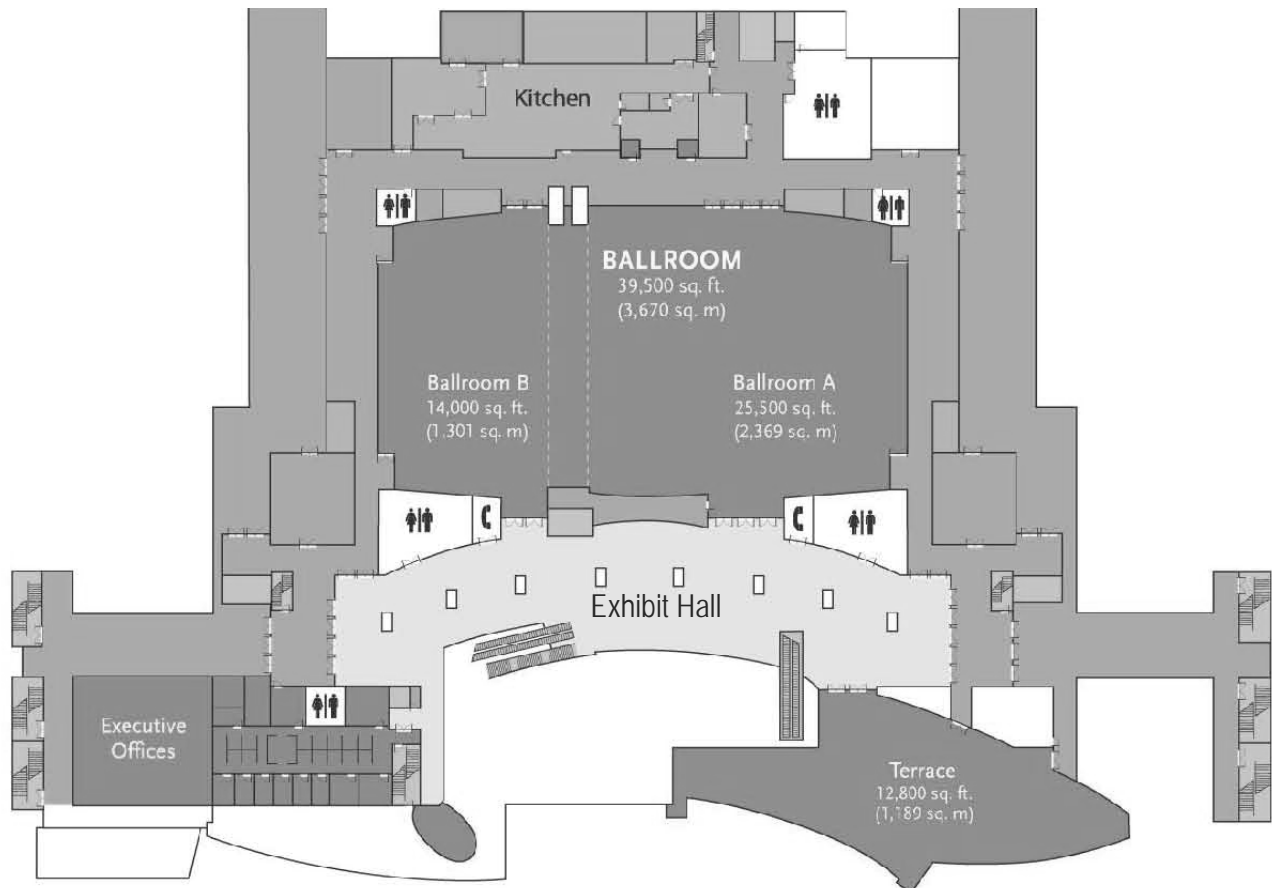 Kitchen
BALLROOM
39,500 sq. ft.
(3,670 sq. m)
Ballroom B
14,000 sq. ft.
(1.301 sq. m)
Ballroom A
25,500 sq. ft.
(2,369 sq. m)
Exhibit Hall
Executive
Offices
Terrace
12,800 sq. ft.
(1,189 sq. m)